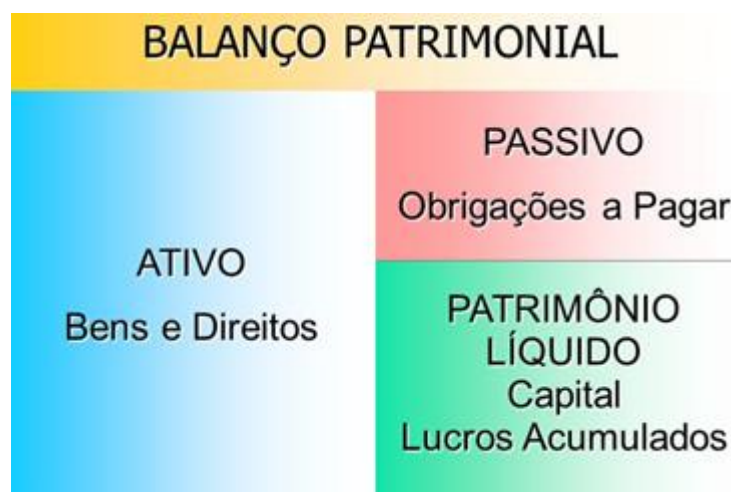 BALANÇO PATRIMONIAL
ATIVO
Bens e Direitos
PASSIVO
Obrigações a Pagar
PATRIMÔNIO
LÍQUIDO
Capital
Lucros Acumulados